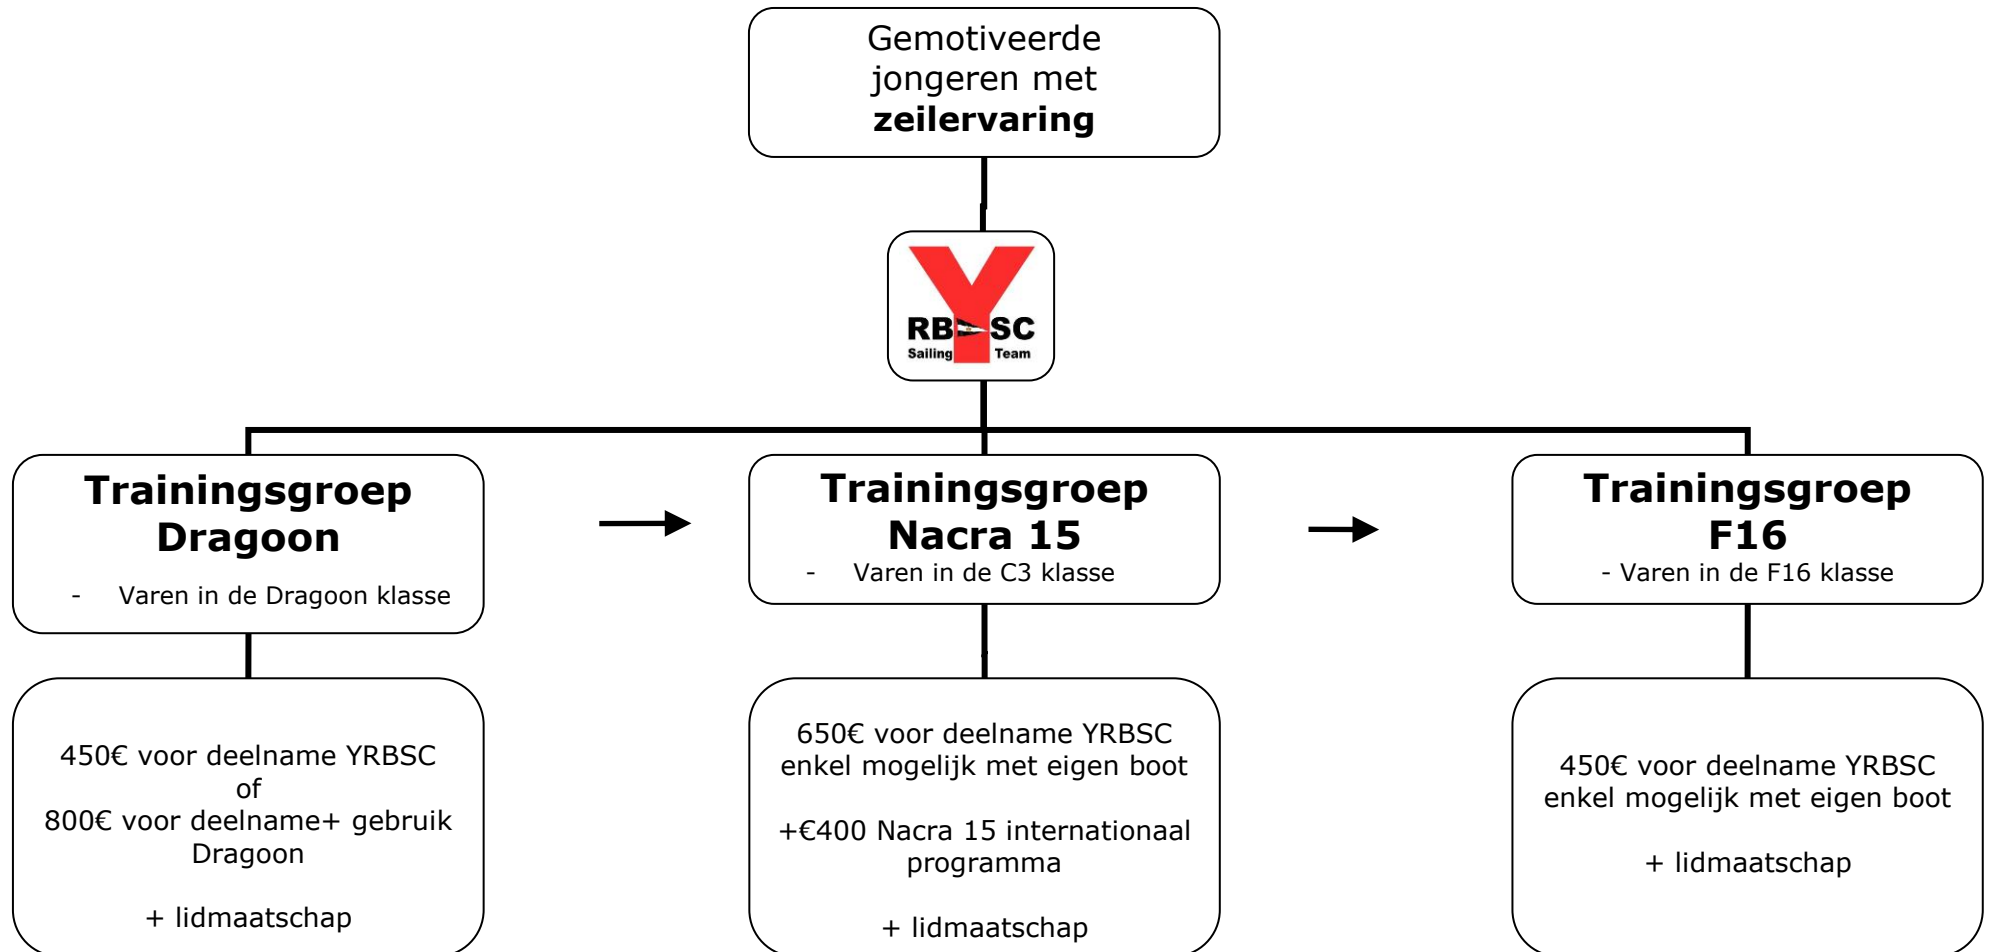 Gemotiveerde
jongeren met
zeilervaring
Y
RB SC
Sailing Team
Trainingsgroep
Dragoon
- Varen in de Dragoon klasse
Trainingsgroep
Nacra 15
- Varen in de C3 klasse
Trainingsgroep
F16
- Varen in de F16 klasse
450€ voor deelname YRBSC
of
800€ voor deelname+ gebruik
Dragoon
+ lidmaatschap
650€ voor deelname YRBSC
enkel mogelijk met eigen boot
+€400 Nacra 15 internationaal
programma
+ lidmaatschap
450€ voor deelname YRBSC
enkel mogelijk met eigen boot
+ lidmaatschap